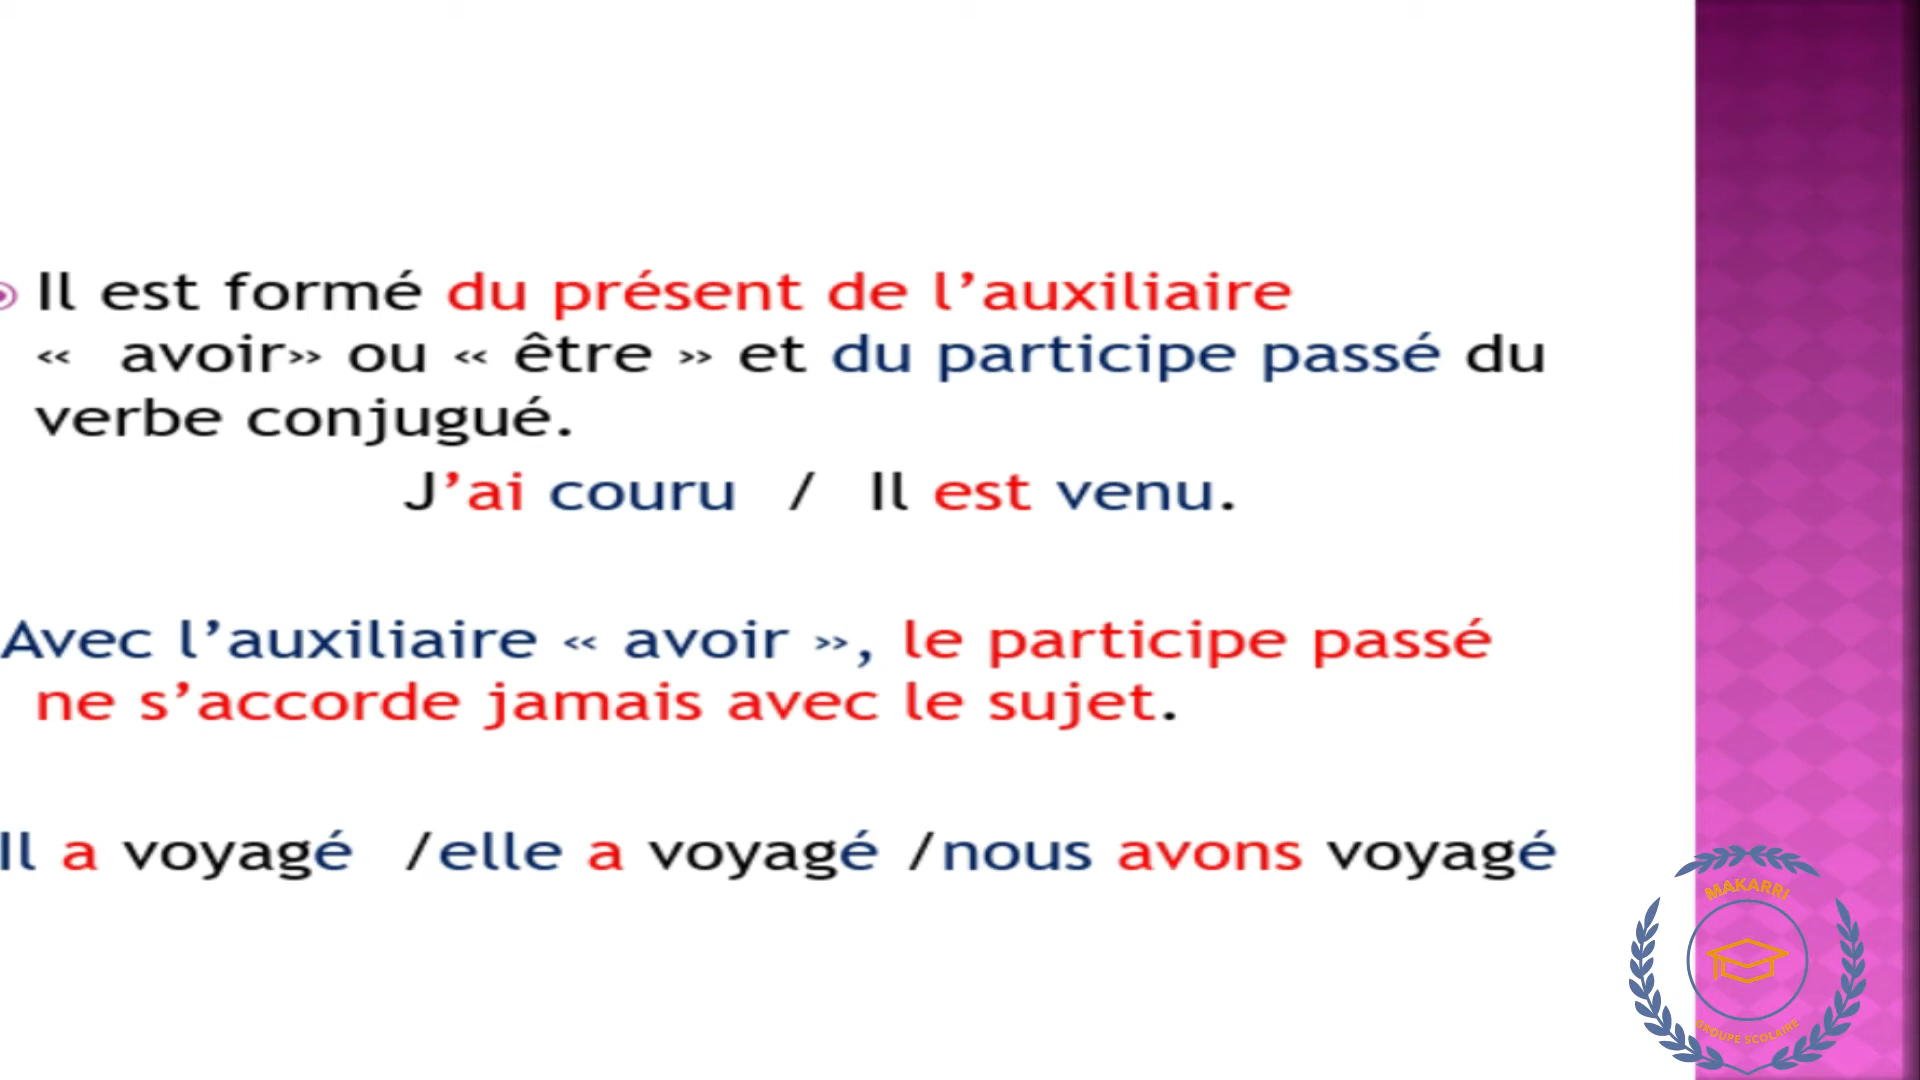 Il est formé du présent de l’auxiliaire
«  avoir» ou « être » et du participe passé du
verbe conjugué.
J’ai couru  /  Il est venu.
Avec l’auxiliaire « avoir », le participe passé
ne s’accorde jamais avec le sujet.
Il a voyagé  /elle a voyagé /nous avons voyagé
MAKARRI
GROUPE SCOLAIRE